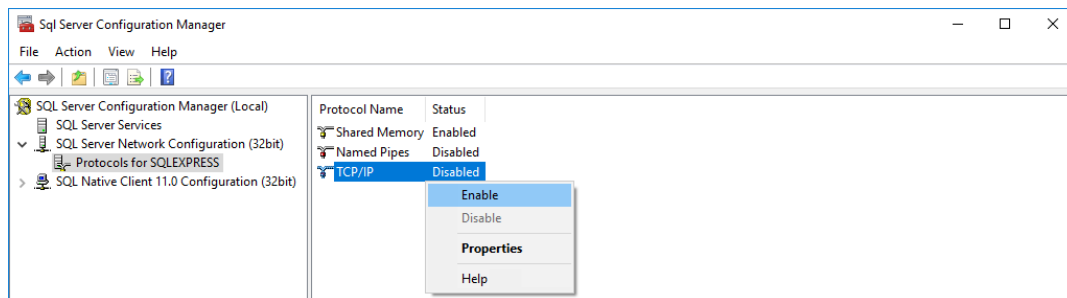 Sql Server Configuration Manager
File Action View Help
SQL Server Configuration Manager (Local)
SQL Server Services
SQL Server Network Configuration (32bit)
Protocols for SQLEXPRESS
SQL Native Client 11.0 Configuration (32bit)
Protocol Name Status
Shared Memory Enabled
Named Pipes Disabled
TCP/IP Disabled
Enable
Disable
Properties
Help